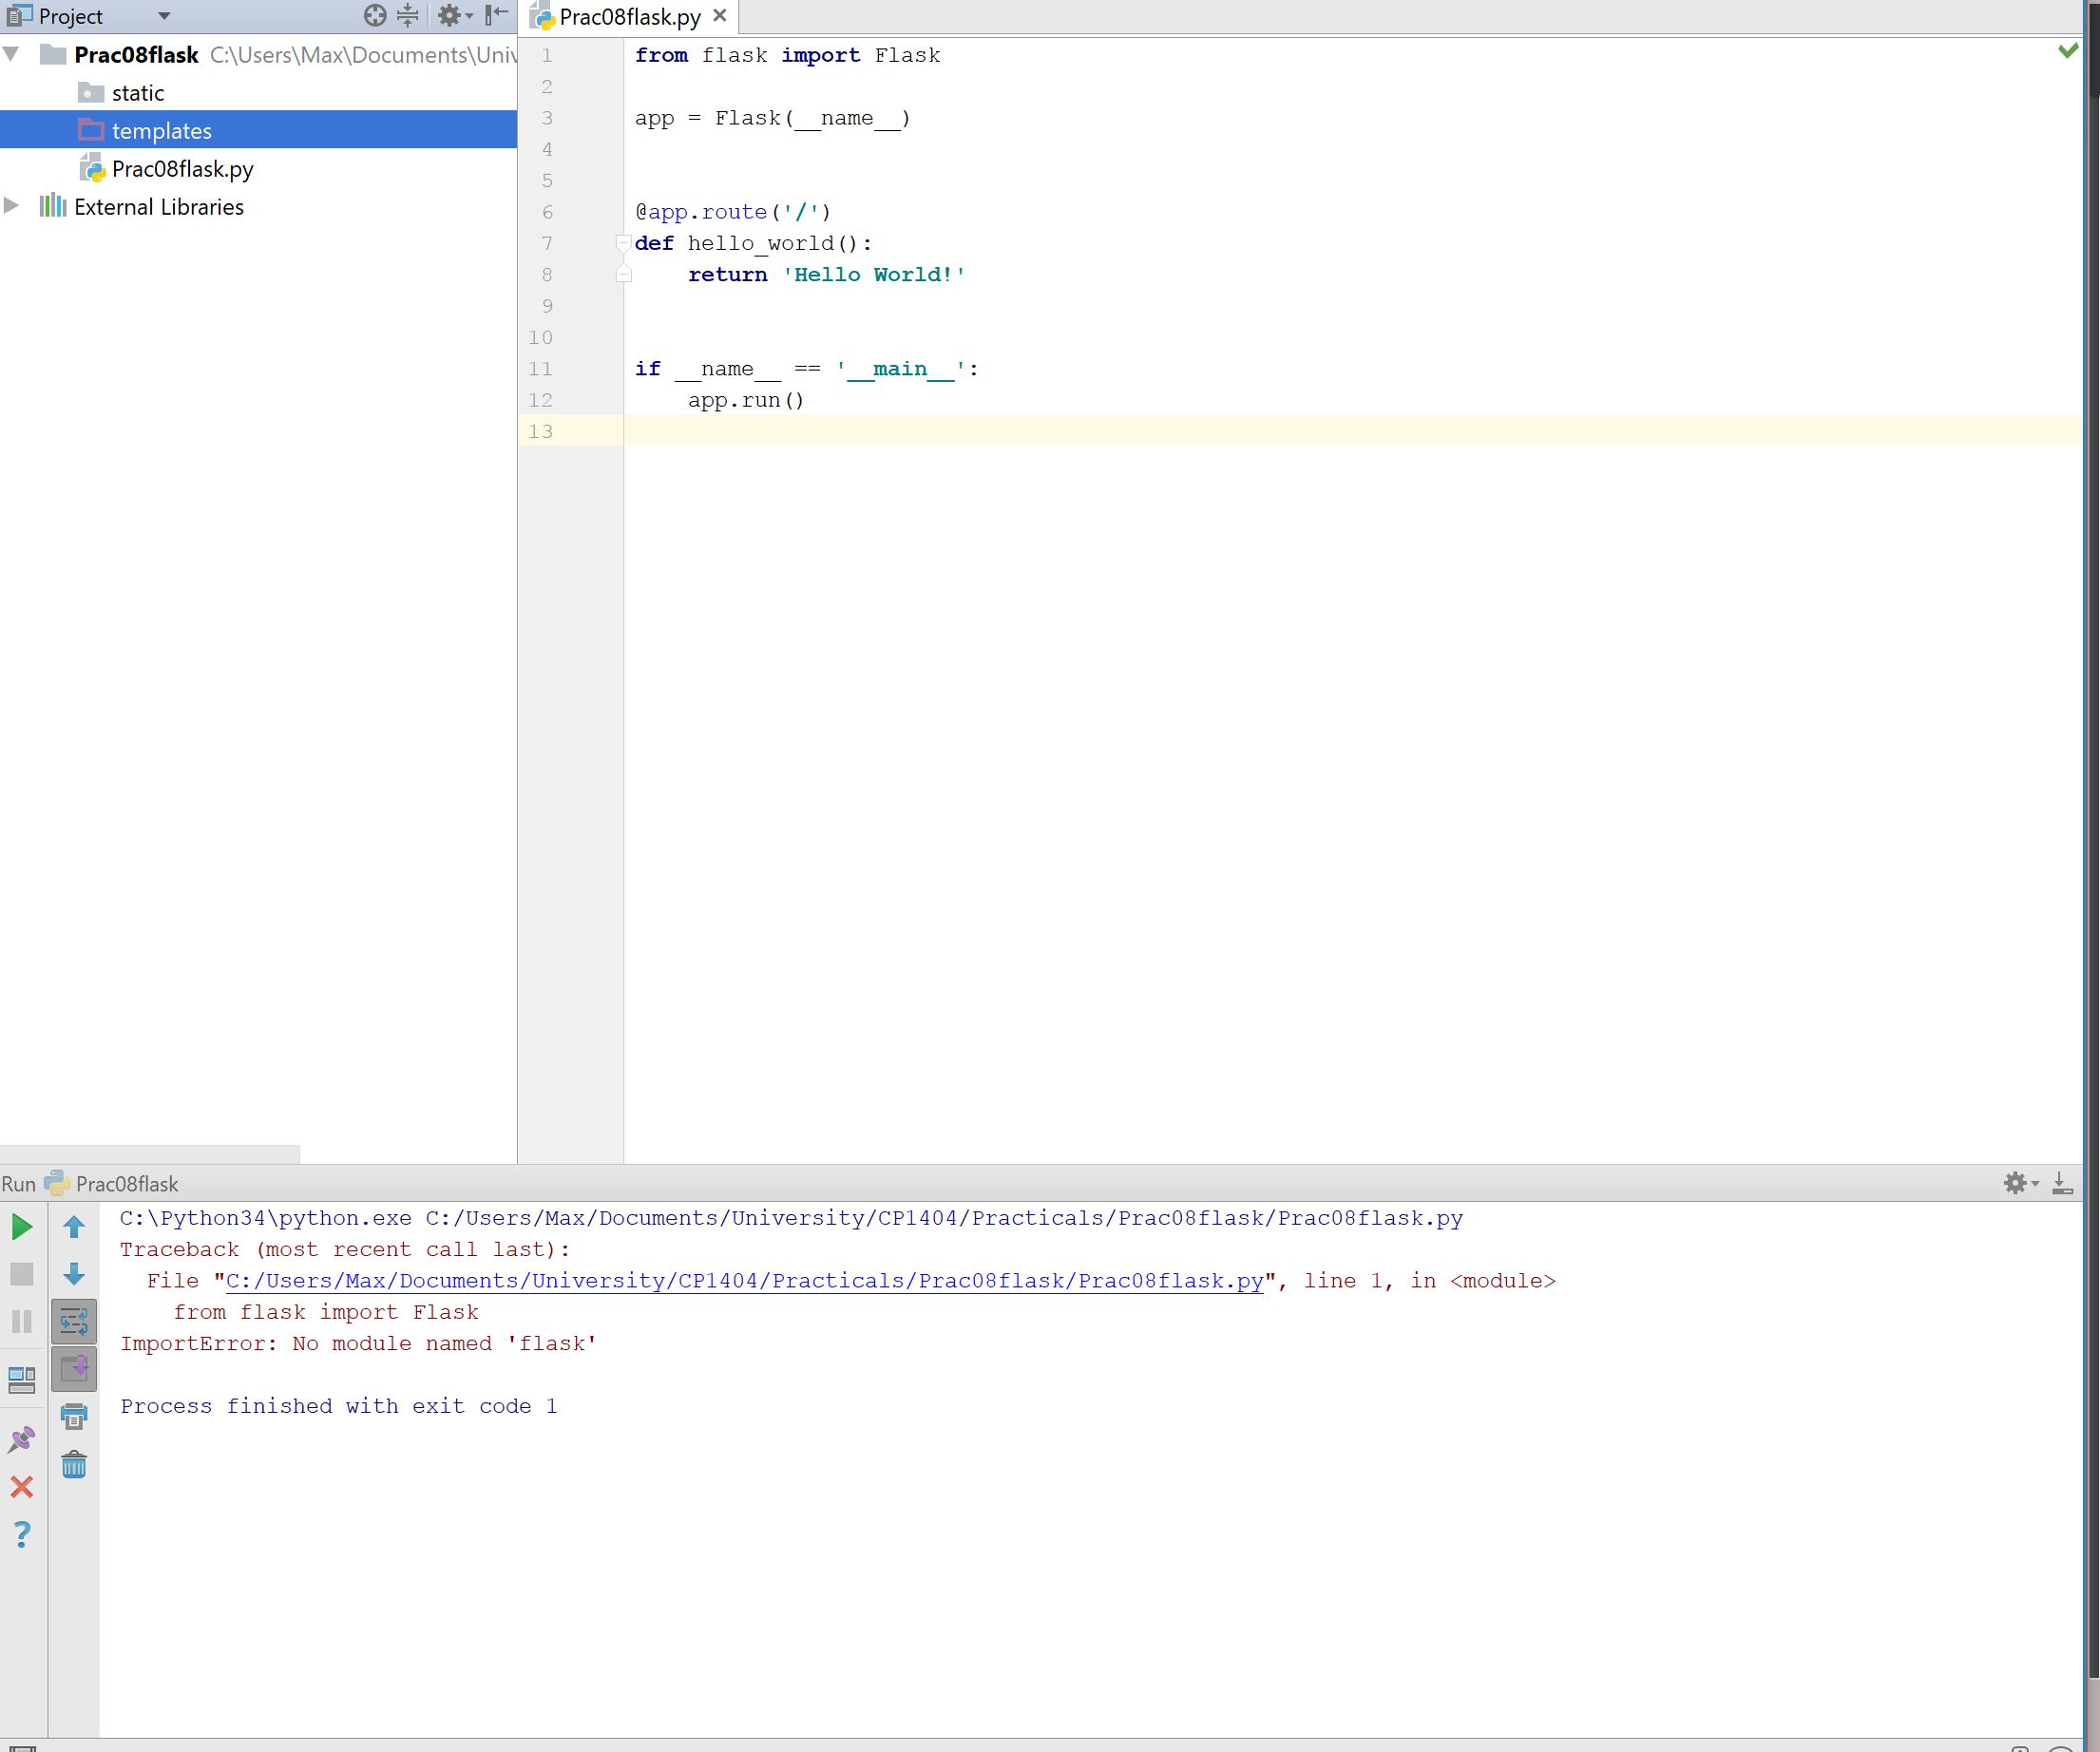 Project
Prac08flask C:\Users\Max\Documents\Univ
static
templates
Prac08flask.py
External Libraries
Prac08flask.py
1 from flask import Flask
2
3 app = Flask(__name__)
4
5
6 @app.route('/')
7 def hello_world():
8 return 'Hello World!'
9
10
11 if __name__ == '__main__':
12 app.run()
13
Run Prac08flask
C:\Python34\python.exe C:/Users/Max/Documents/University/CP1404/Practicals/Prac08flask/Prac08flask.py
Traceback (most recent call last):
File "C:/Users/Max/Documents/University/CP1404/Practicals/Prac08flask/Prac08flask.py", line 1, in <module>
from flask import Flask
ImportError: No module named 'flask'
Process finished with exit code 1